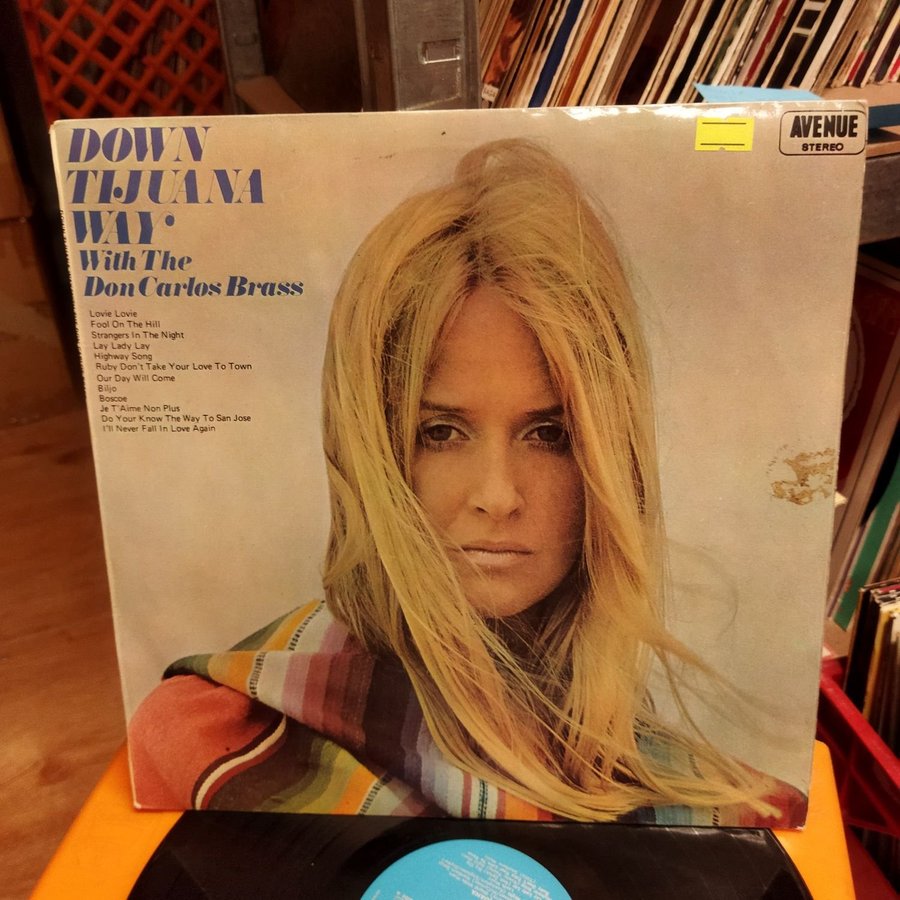 DOWN
TIJUANA
WAY
With The
Don Carlos Brass
AVENUE
STEREO
Lovie Lovie
Fool On The Hill
Strangers In The Night
Lay Lady Lay
Highway Song
Ruby Don't Take Your Love To Town
Our Day Will Come
Biljo
Boscoe
Je T'Aime Non Plus
Do Your Know The Way To San Jose
I'll Never Fall In Love Again